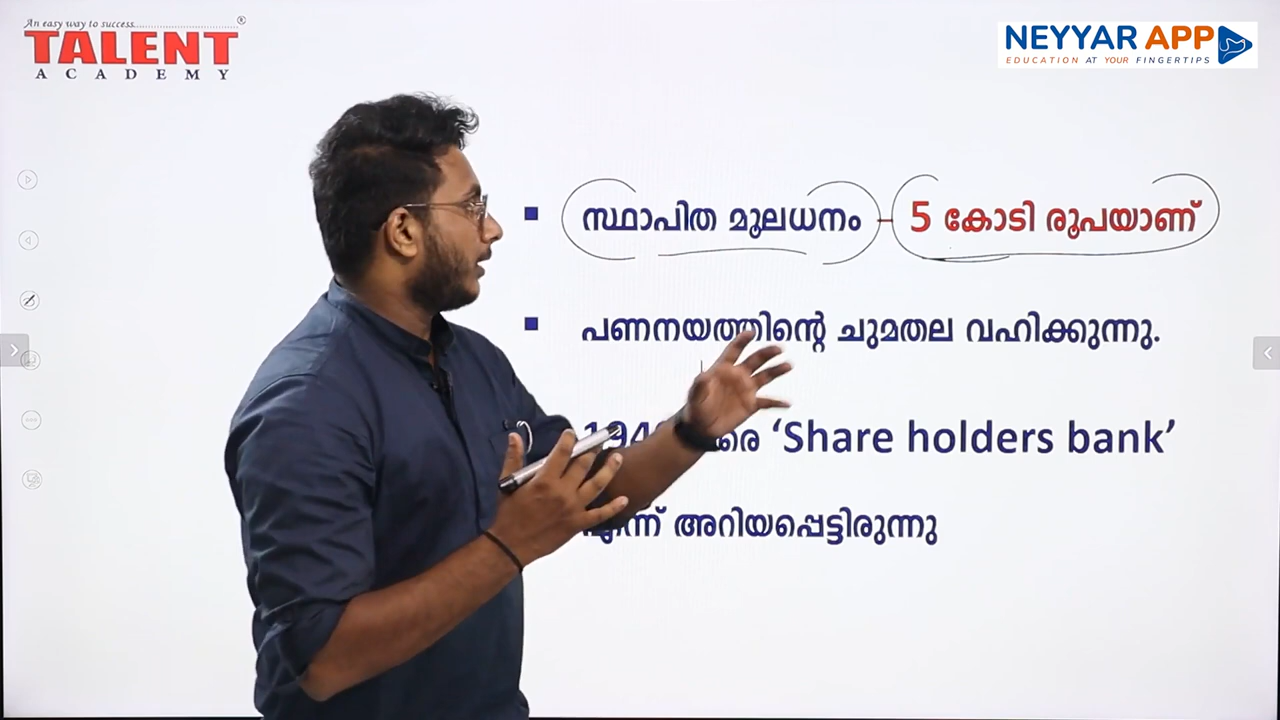 An easy way to success
TALENT
ACADEMY
NEYYAR APP
EDUCATION AT YOUR FINGERTIPS
സ്ഥാപിത മൂലധനം - 5 കോടി രൂപയാണ്
പണനയത്തിന്റെ ചുമതല വഹിക്കുന്നു.
‘Share holders bank’
എന്ന് അറിയപ്പെട്ടിരുന്നു